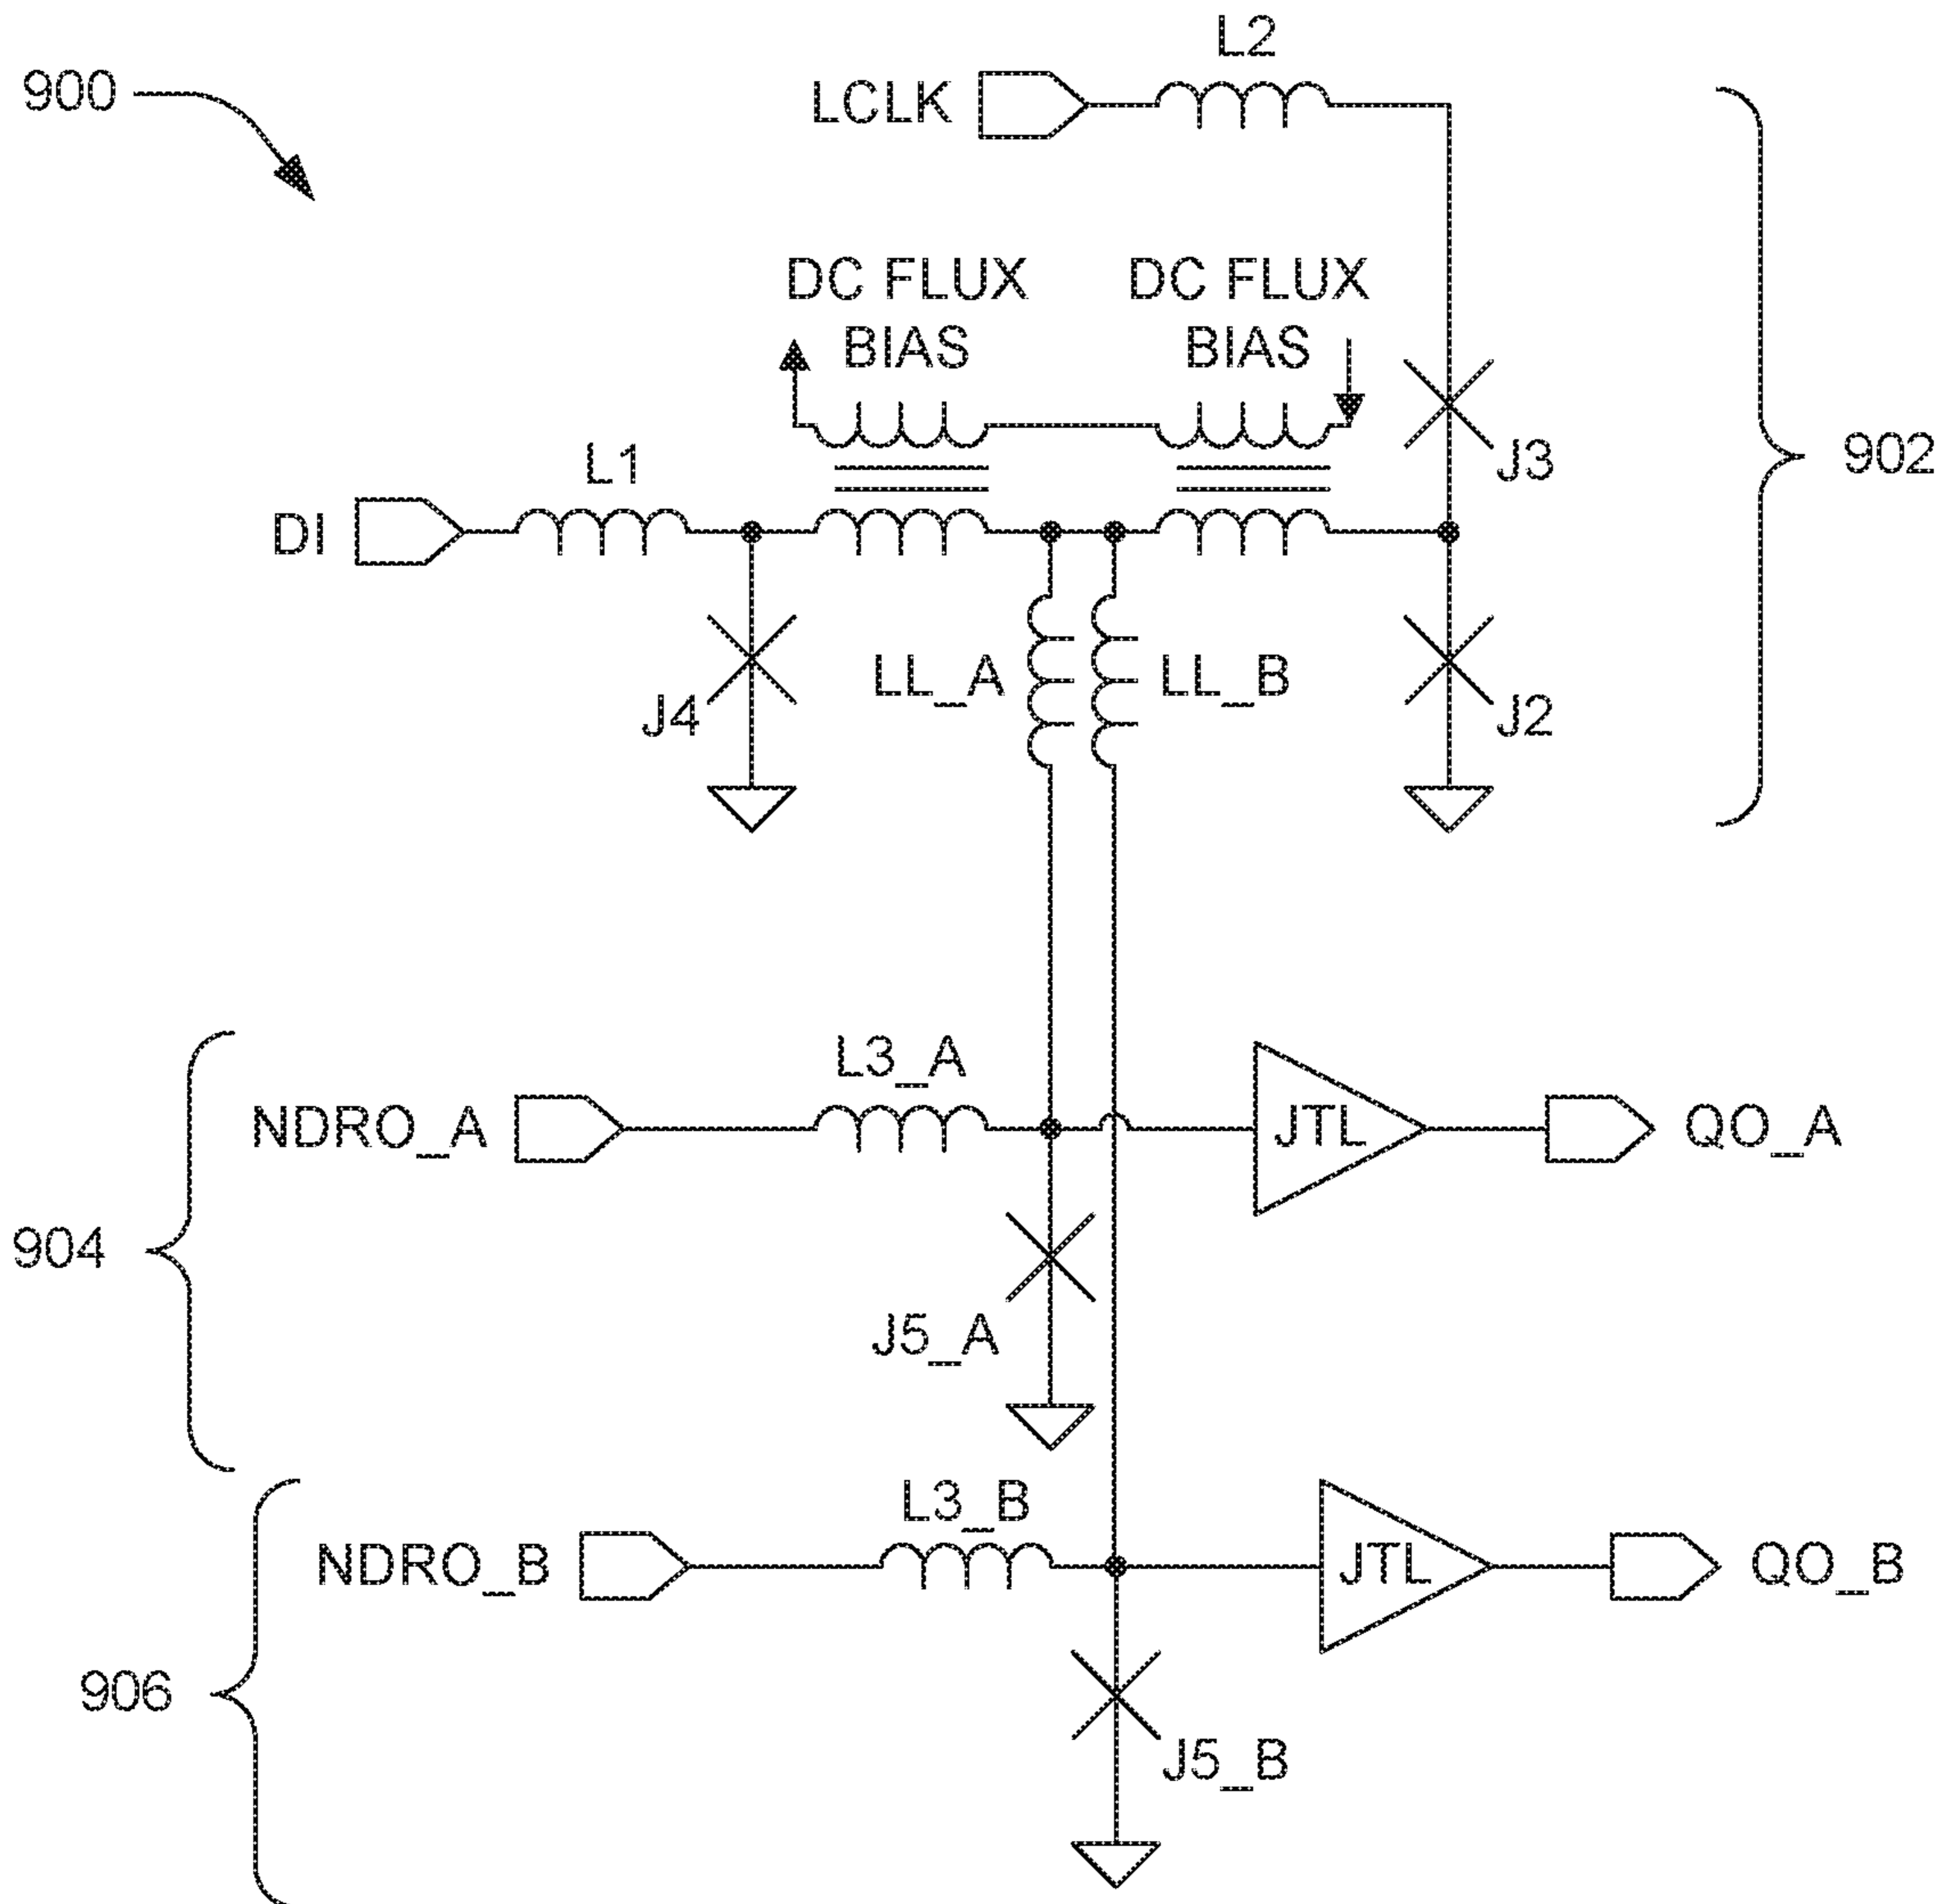 L2
900
LCLK
DC FLUX
BIAS
DC FLUX
BIAS
J3
902
L1
DI
LL_A
LL_B
J4
J2
L3_A
NDRO_A
JTL
QO_A
904
J5_A
L3_B
NDRO_B
JTL
QO_B
906
J5_B